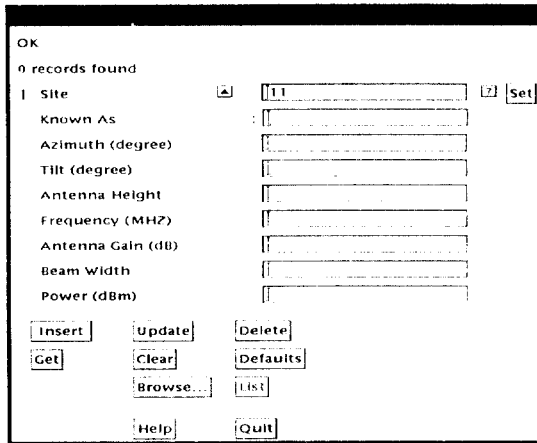 OK
0 records found
Site 11 ? Set
Known As :
Azimuth (degree)
Tilt (degree)
Antenna Height
Frequency (MHZ)
Antenna Gain (dB)
Beam Width
Power (dBm)
Insert Update Delete
Get Clear Defaults
Browse... List
Help Quit